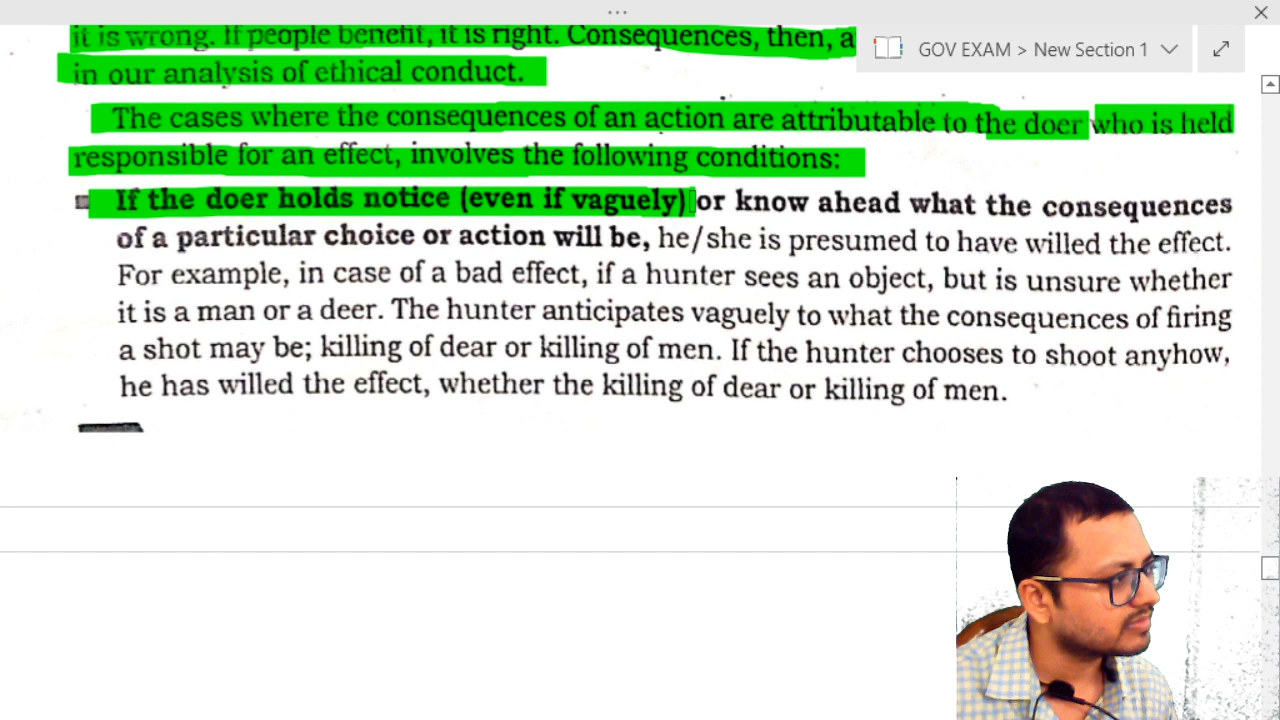 it is wrong. If people benefit, it is right. Consequences, then, a
GOV EXAM > New Section 1
in our analysis of ethical conduct.
The cases where the consequences of an action are attributable to the doer who is held
responsible for an effect, involves the following conditions:
If the doer holds notice (even if vaguely) or know ahead what the consequences
of a particular choice or action will be, he/she is presumed to have willed the effect.
For example, in case of a bad effect, if a hunter sees an object, but is unsure whether
it is a man or a deer. The hunter anticipates vaguely to what the consequences of firing
a shot may be; killing of dear or killing of men. If the hunter chooses to shoot anyhow,
he has willed the effect, whether the killing of dear or killing of men.